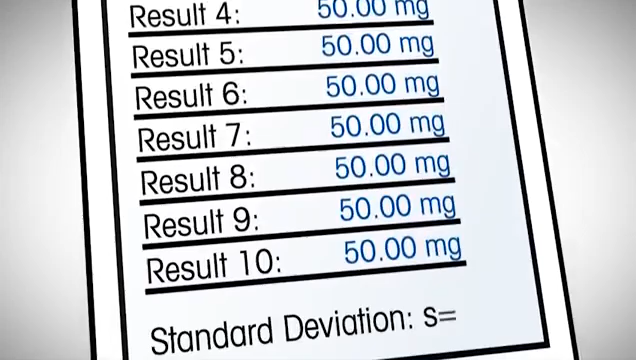 Result 4: 50.00 mg
Result 5: 50.00 mg
Result 6: 50.00 mg
Result 7: 50.00 mg
Result 8: 50.00 mg
Result 9: 50.00 mg
Result 10: 50.00 mg
Standard Deviation: s=